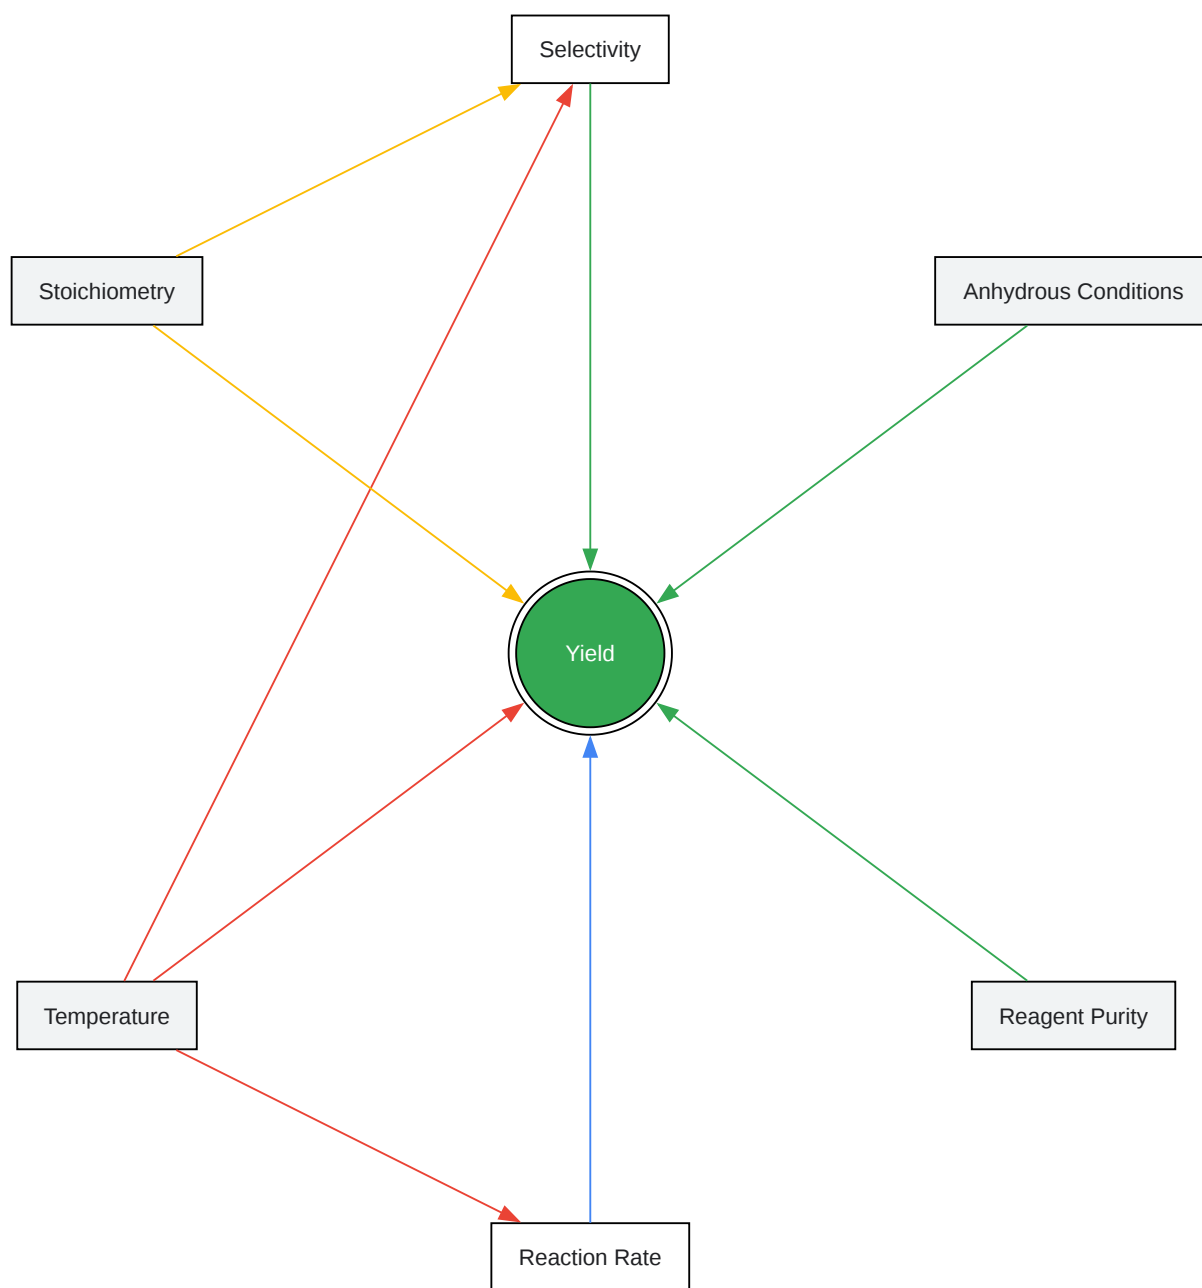 Selectivity
Stoichiometry
Anhydrous Conditions
Yield
Temperature
Reagent Purity
Reaction Rate